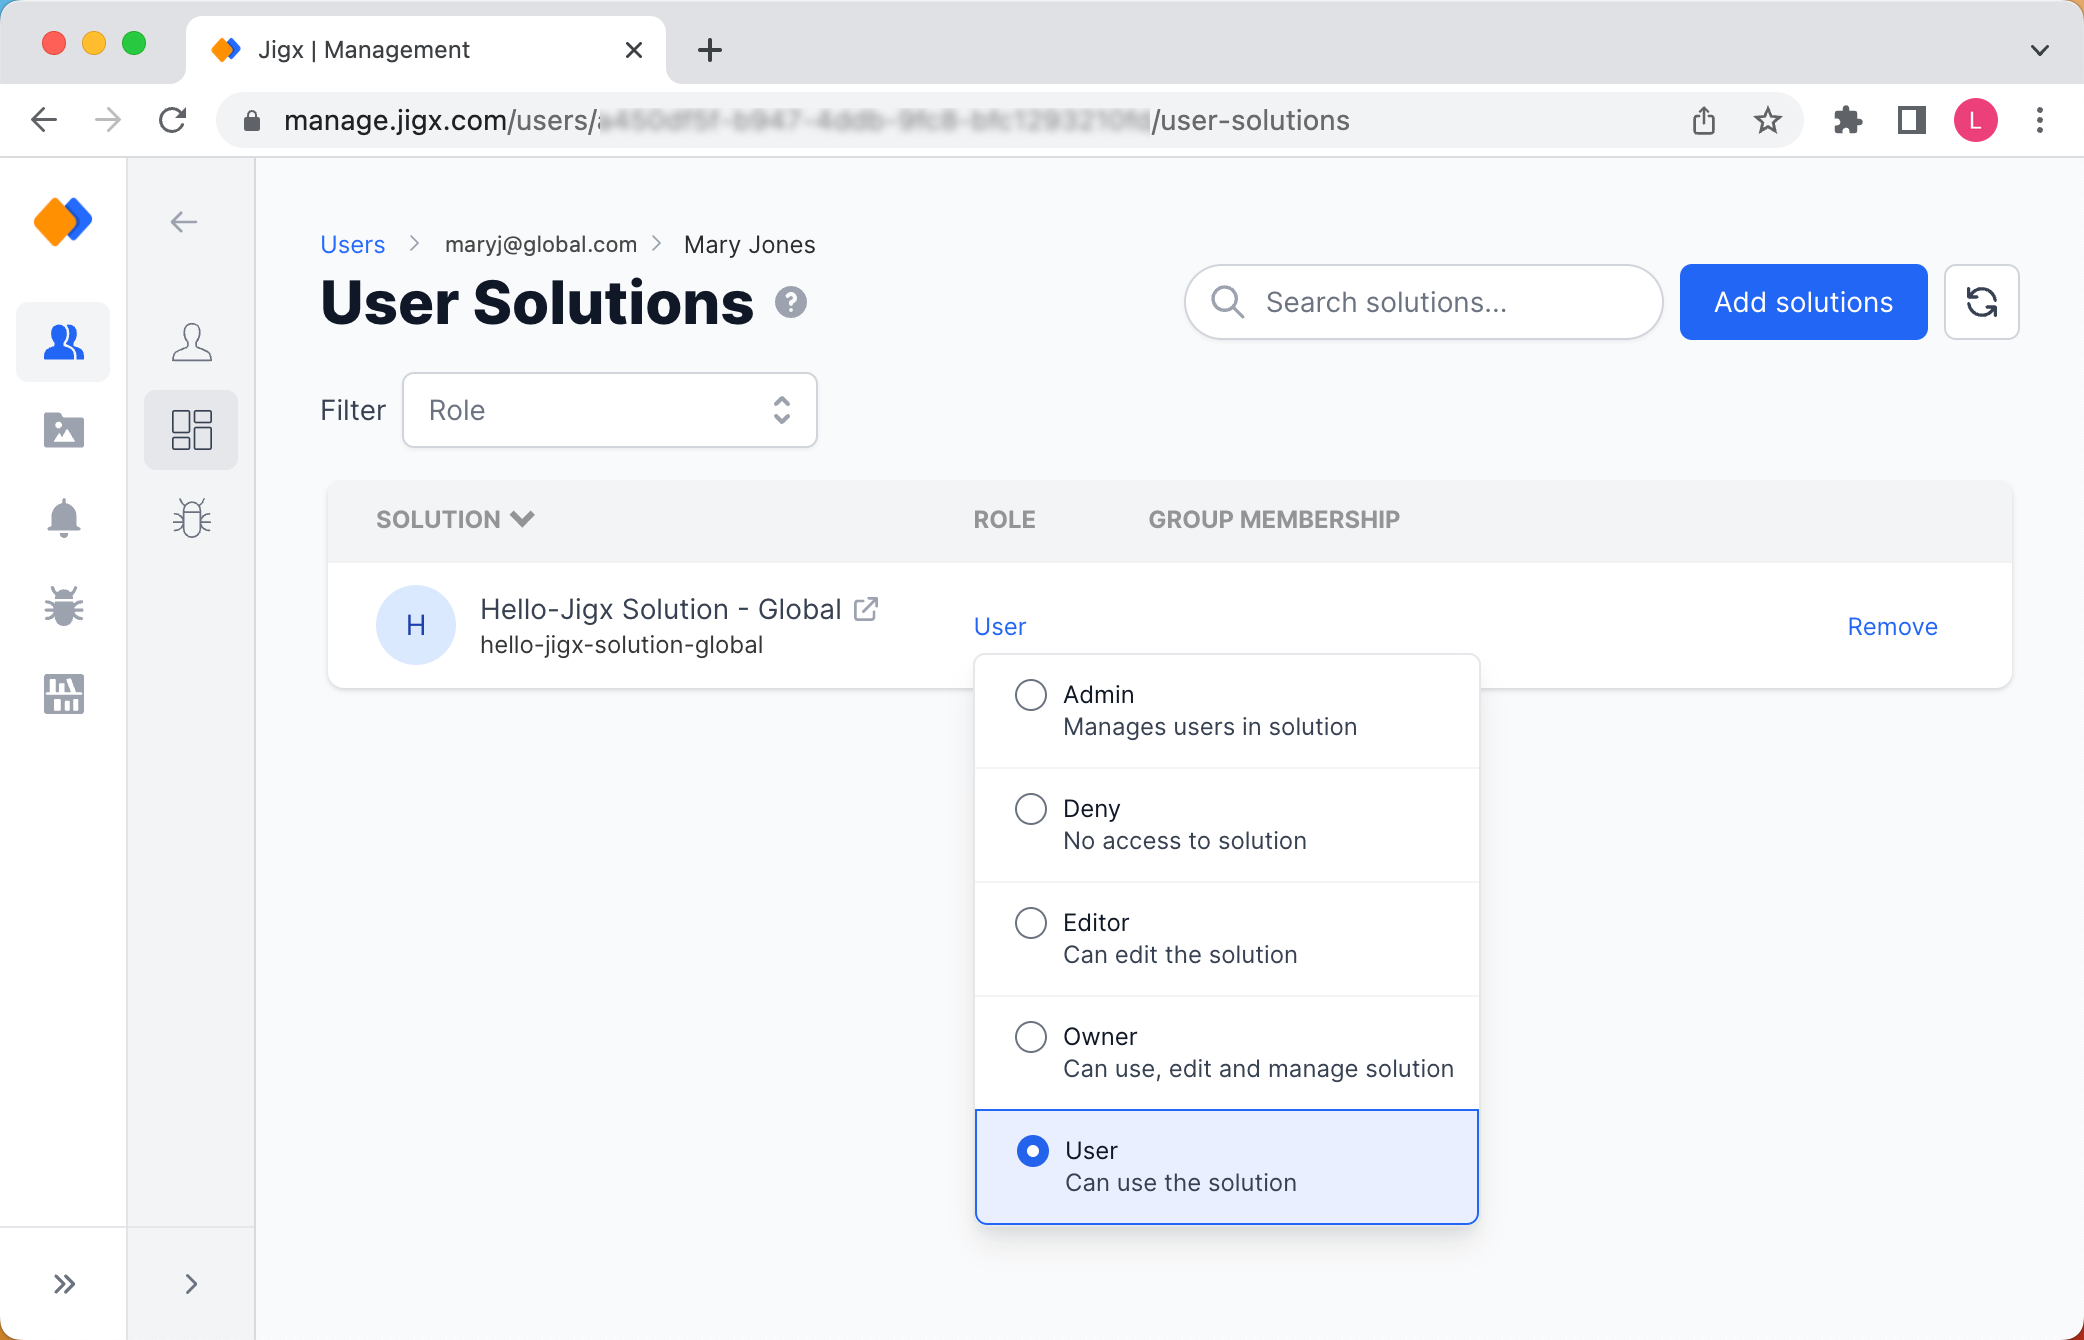 Jigx | Management
manage.jigx.com/users/ /user-solutions
L
Users > maryj@global.com > Mary Jones
User Solutions ?
Search solutions...
Add solutions
Filter
Role
SOLUTION
ROLE
GROUP MEMBERSHIP
H
Hello-Jigx Solution - Global
hello-jigx-solution-global
User
Remove
Admin
Manages users in solution
Deny
No access to solution
Editor
Can edit the solution
Owner
Can use, edit and manage solution
User
Can use the solution